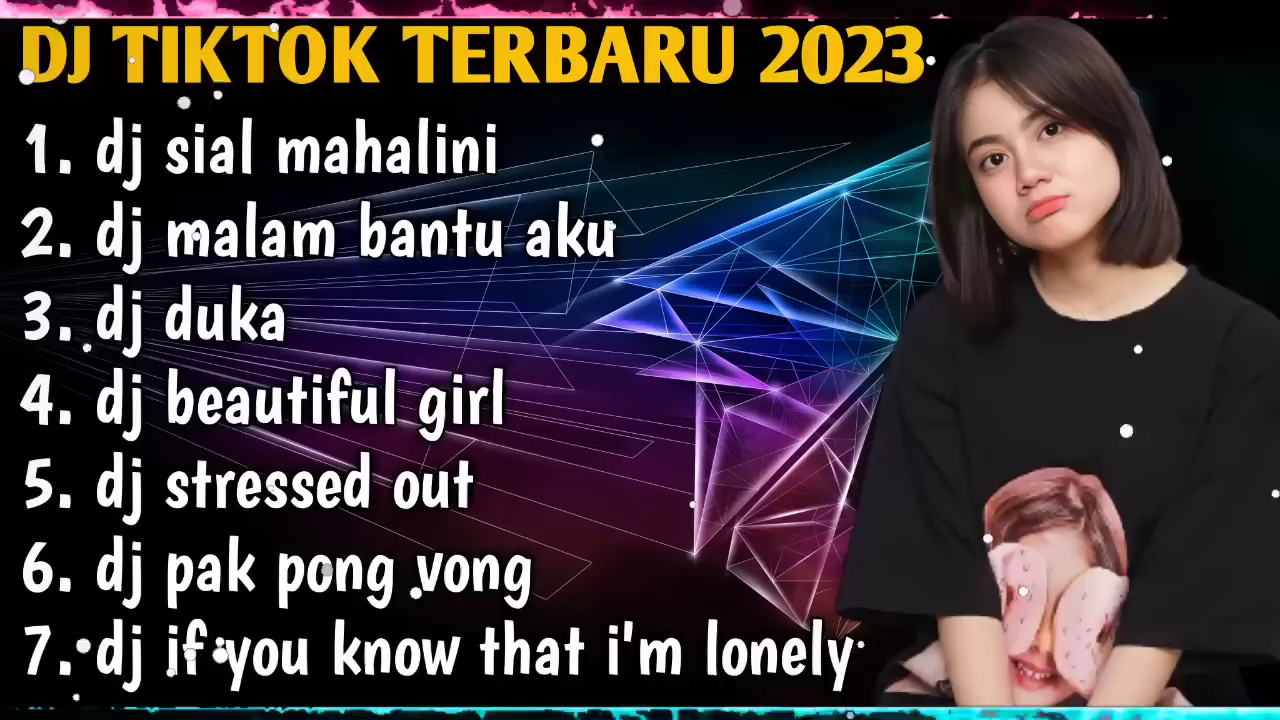 DJ TIKTOK TERBARU 2023
1. dj sial mahalini
2. dj malam bantu aku
3. dj duka
4. dj beautiful girl
5. dj stressed out
6. dj pak pong vong
7. dj if you know that i'm lonely